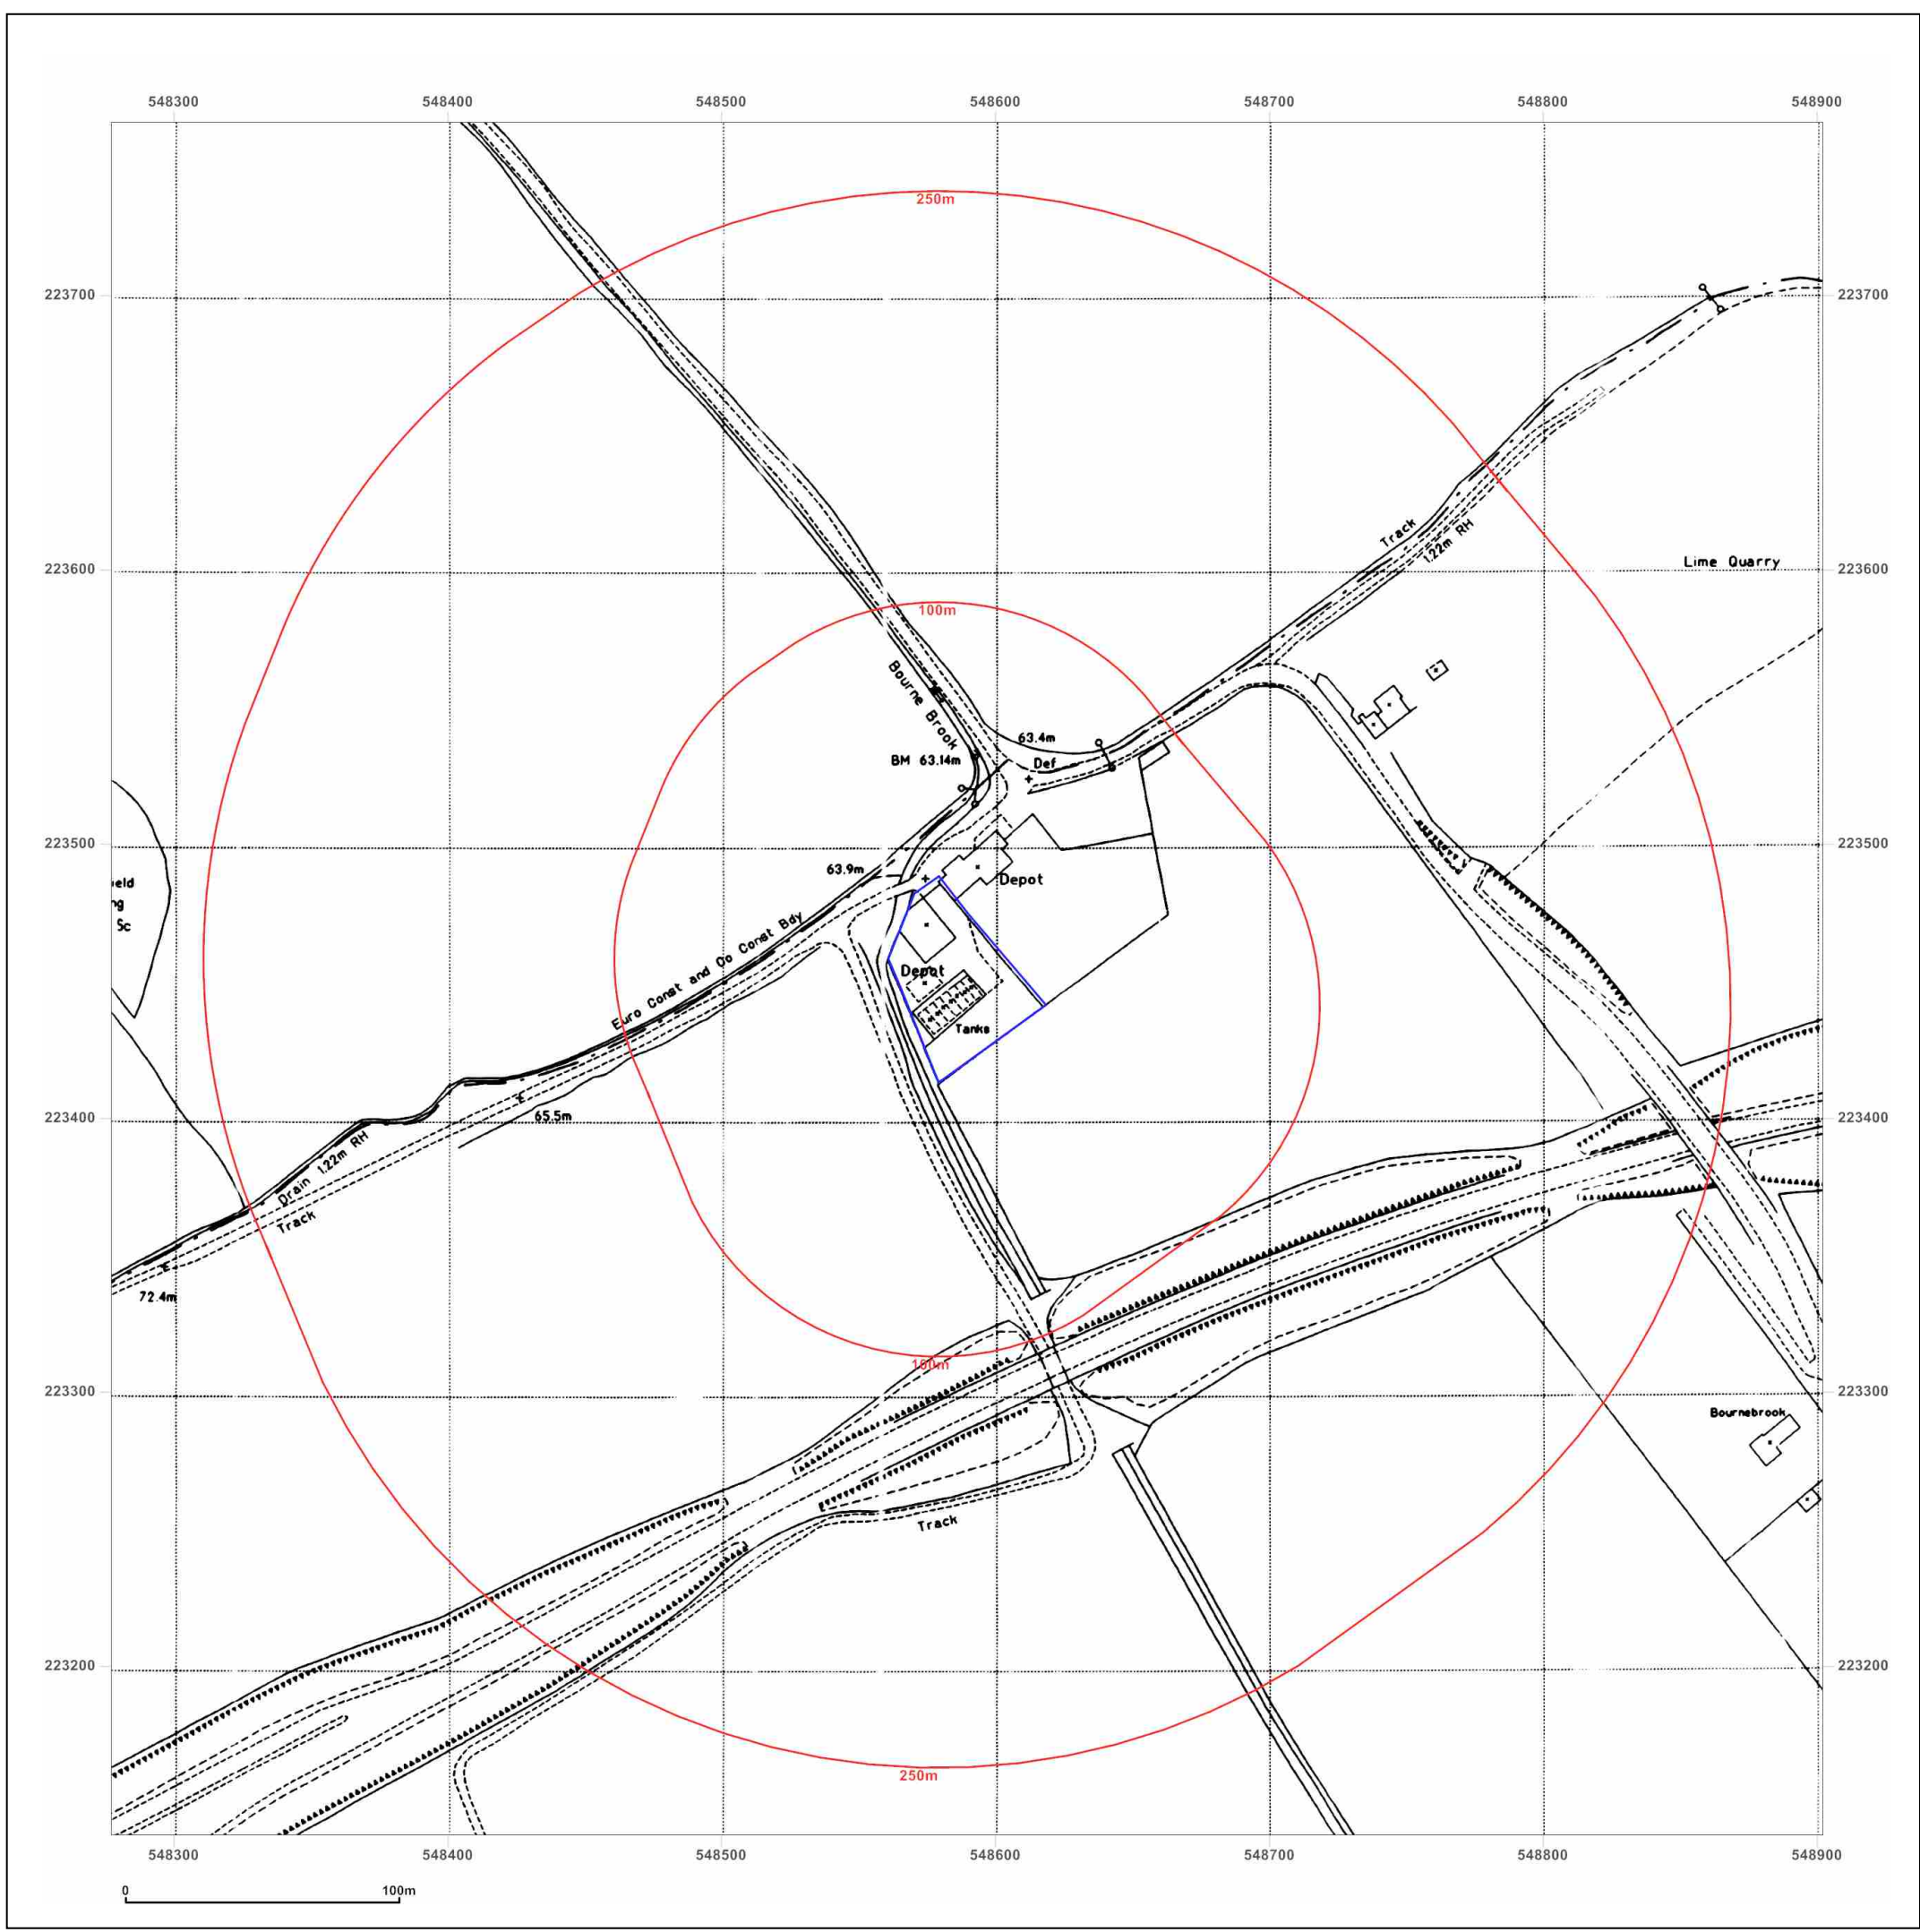 548300 548400 548500 548600 548700 548800 548900
250m
223700 223700
Track
1.22m RH
223600 Lime Quarry 223600
100m
Bourne Brook
63.4m
BM 63.14m Def
223500 223500
63.9m
ield
ng
Sc
Depot
Euro Const and Co Const Bdy
Depot
Tanks
65.5m
223400 223400
Drain 1.22m RH
Track
72.4m
100m
223300 223300
Bournebrook
Track
223200 223200
250m
548300 548400 548500 548600 548700 548800 548900
0 100m